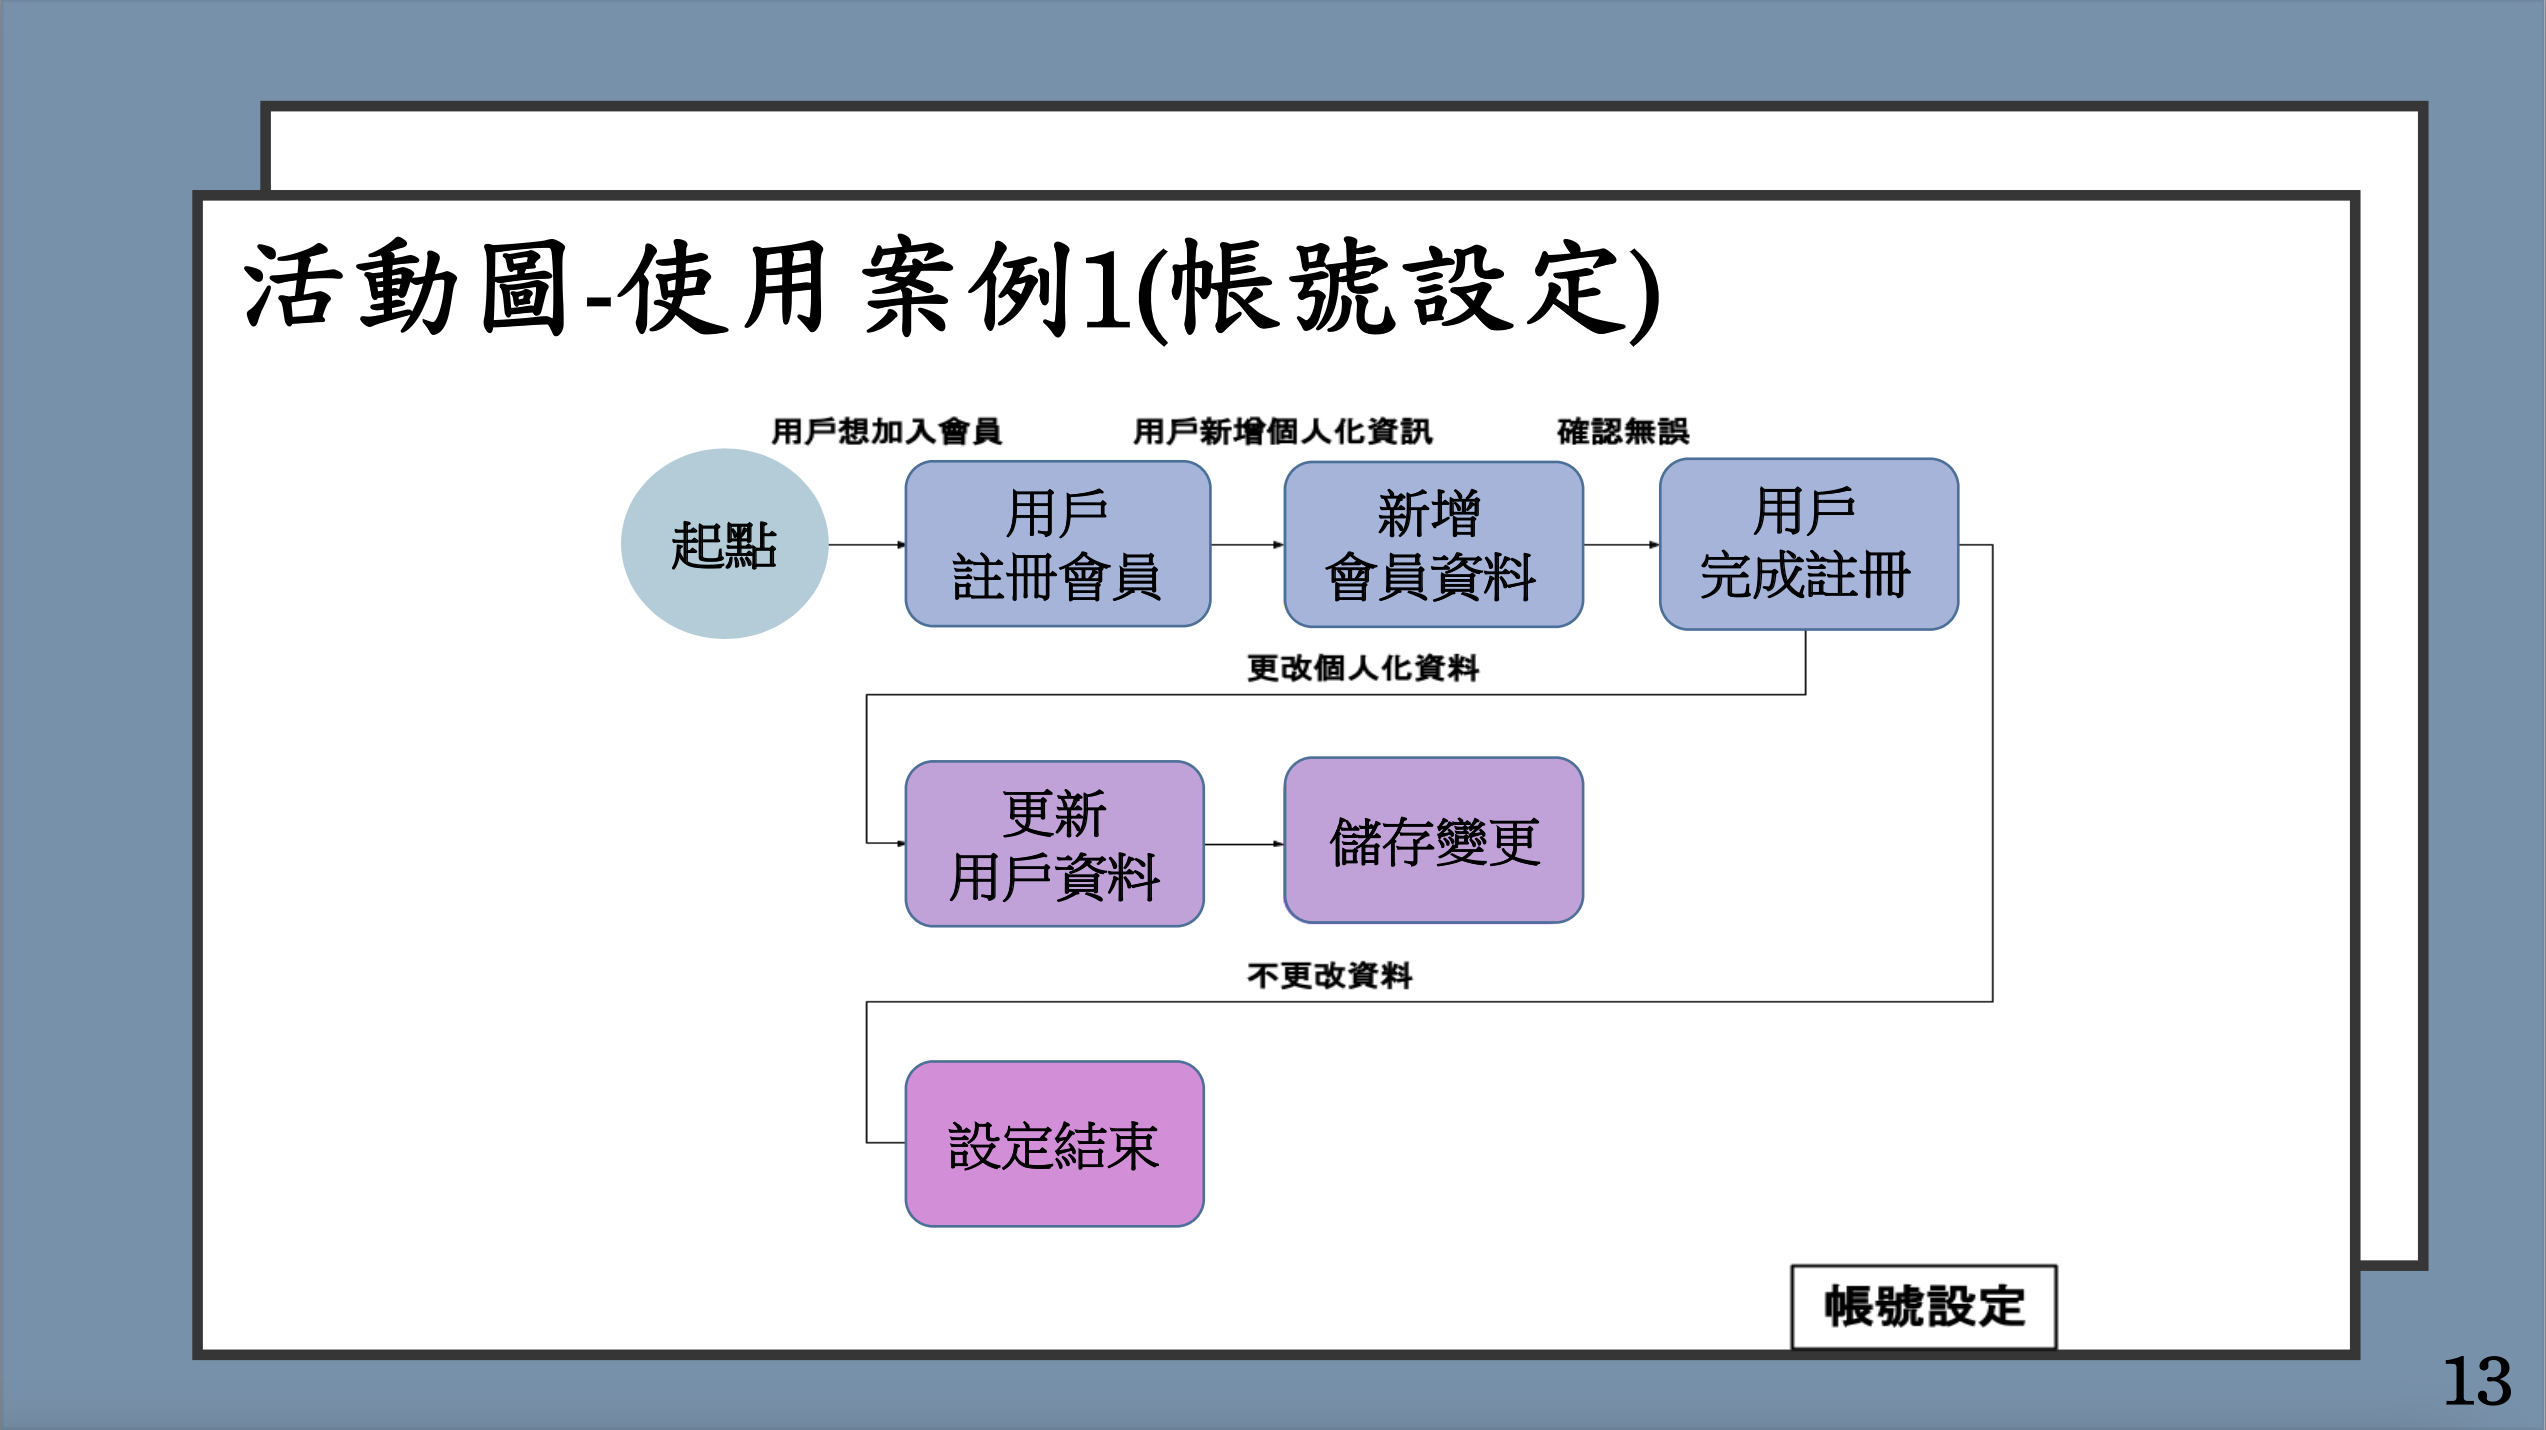 活動圖-使用案例1(帳號設定)
用戶想加入會員
用戶新增個人化資訊
確認無誤
起點
用戶
註冊會員
新增
會員資料
用戶
完成註冊
更改個人化資料
更新
用戶資料
儲存變更
不更改資料
設定結束
帳號設定
13